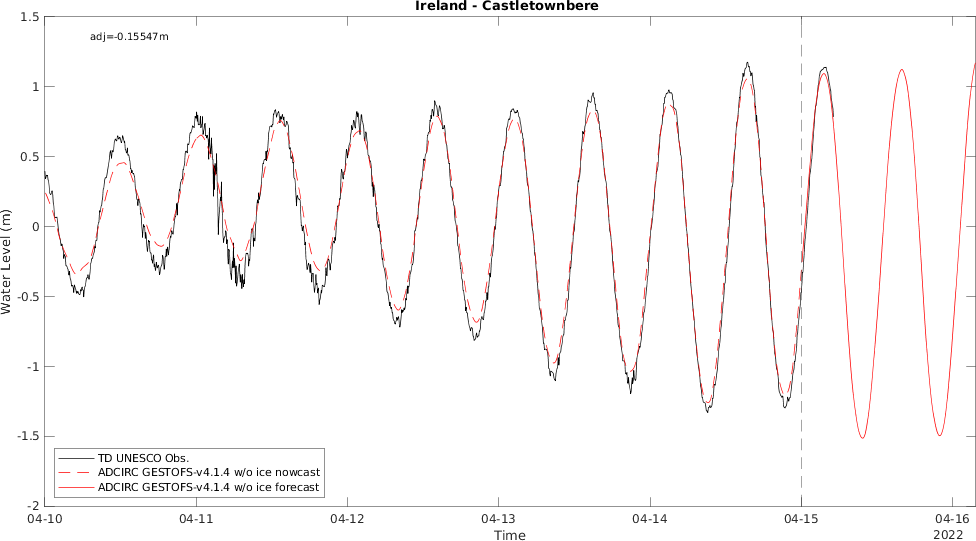 Ireland - Castletownbere
adj=-0.15547m
1.5
1
0.5
0
-0.5
-1
-1.5
-2
Water Level (m)
TD UNESCO Obs.
ADCIRC GESTOFS-v4.1.4 w/o ice nowcast
ADCIRC GESTOFS-v4.1.4 w/o ice forecast
04-10 04-11 04-12 04-13 04-14 04-15 04-16
Time
2022